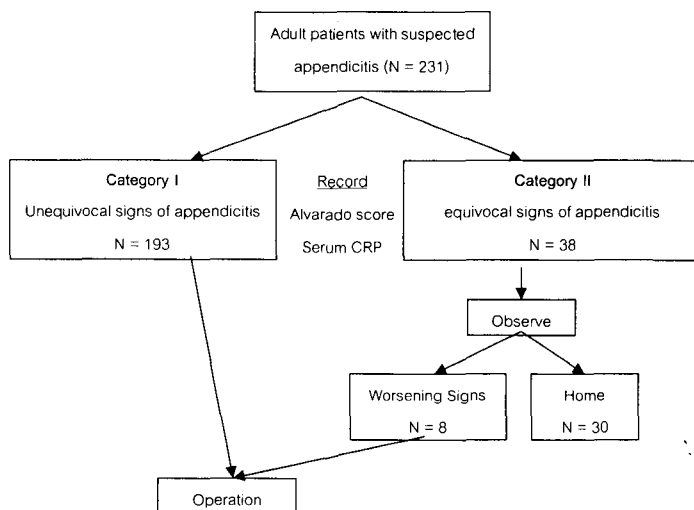 Adult patients with suspected
appendicitis (N = 231)
Category I
Unequivocal signs of appendicitis
N = 193
Record
Alvarado score
Serum CRP
Category II
equivocal signs of appendicitis
N = 38
Observe
Worsening Signs
N = 8
Home
N = 30
Operation